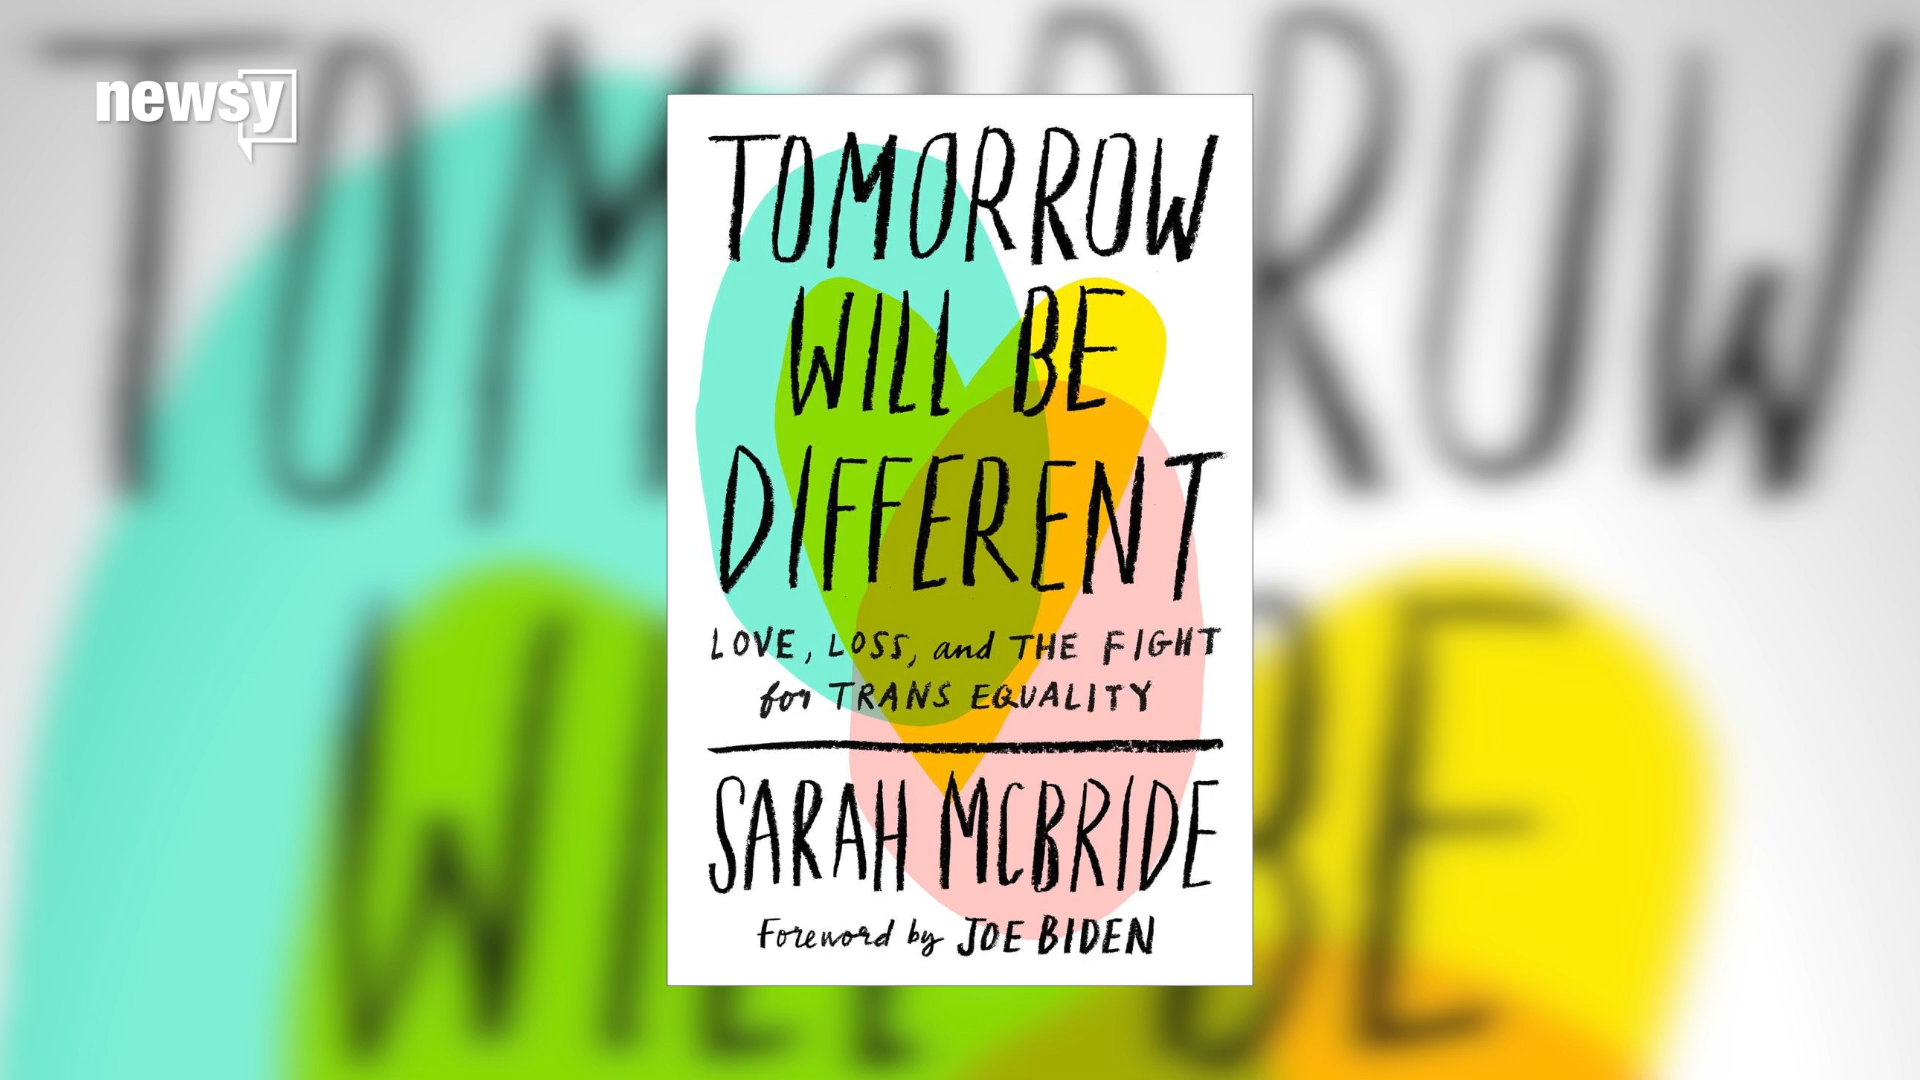 newsy
TOMORROW
WILL BE
DIFFERENT
LOVE, LOSS, and THE FIGHT
for TRANS EQUALITY
SARAH MCBRIDE
Foreword by JOE BIDEN